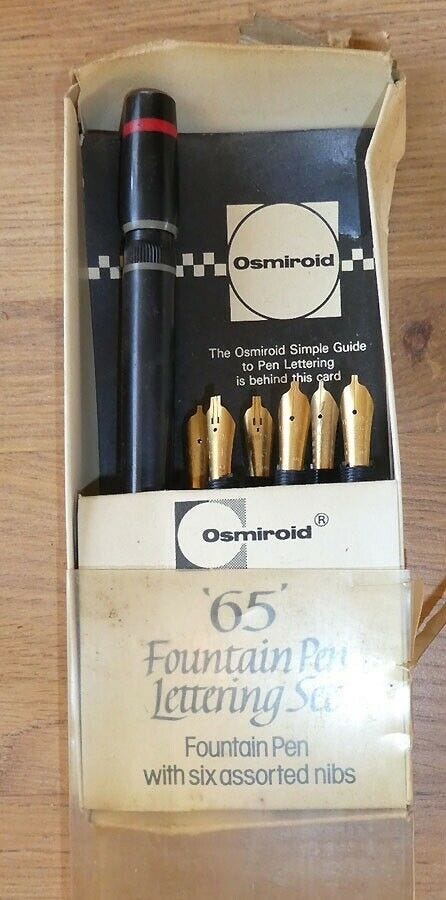 Osmiroid
The Osmiroid Simple Guide
to Pen Lettering
is behind this card
Osmiroid ®
'65'
Fountain Pen
Lettering Set
Fountain Pen
with six assorted nibs